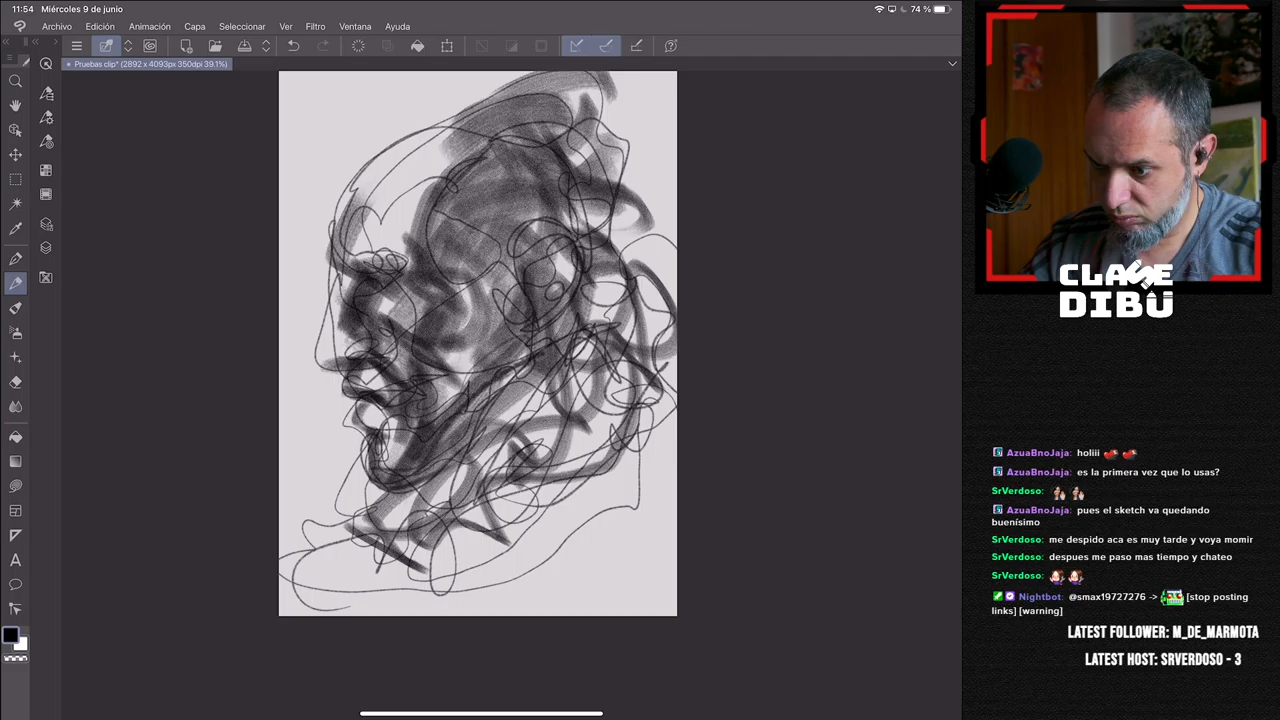 11:54 Miércoles 9 de junio
74 %
Archivo Edición Animación Capa Seleccionar Ver Filtro Ventana Ayuda
Pruebas clip* (2892 x 4093px 350dpi 39.1%)
CLASE
DIBU
AzuaBnoJaja: holiii
AzuaBnoJaja: es la primera vez que lo usas?
SrVerdoso:
AzuaBnoJaja: pues el sketch va quedando
buenísimo
SrVerdoso: me despido aca es muy tarde y voya momir
SrVerdoso: despues me paso mas tiempo y chateo
SrVerdoso:
Nightbot: @smax19727276 -> [stop posting
links] [warning]
LATEST FOLLOWER: M_DE_MARMOTA
LATEST HOST: SRVERDOSO - 3